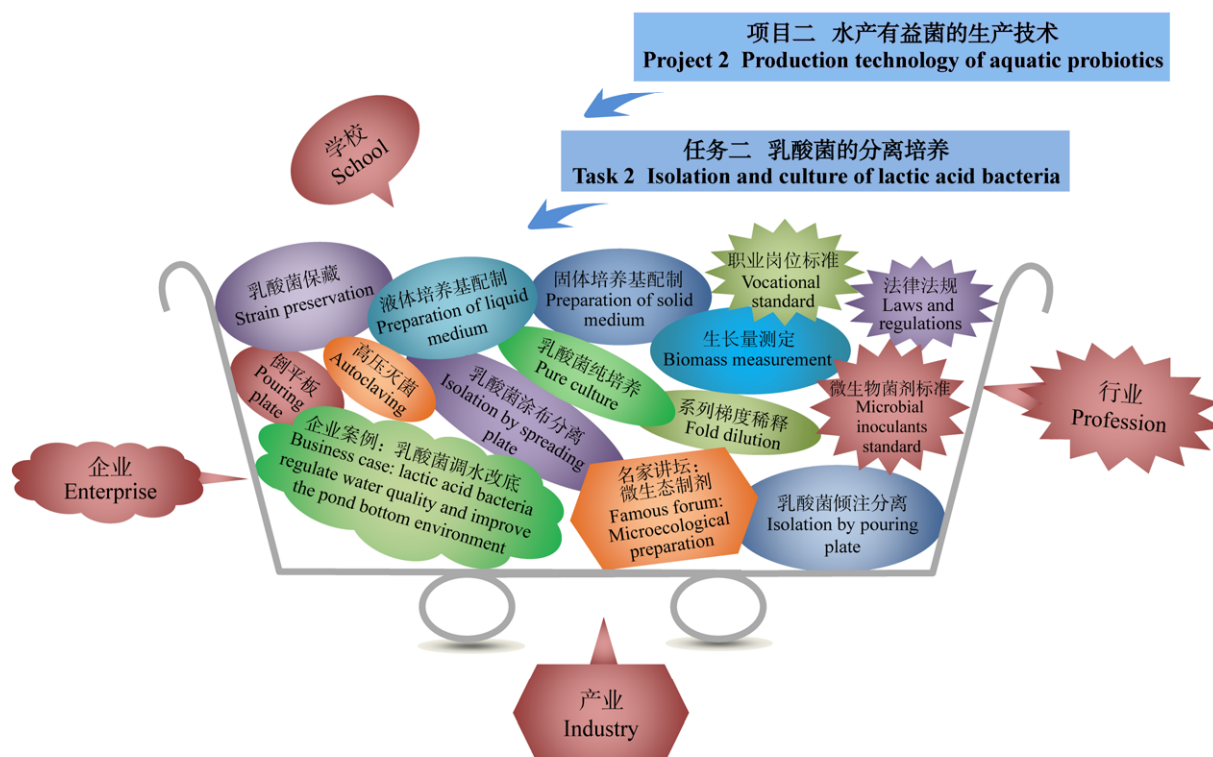 项目二 水产有益菌的生产技术
Project 2 Production technology of aquatic probiotics
任务二 乳酸菌的分离培养
Task 2 Isolation and culture of lactic acid bacteria
学校
School
乳酸菌保藏
Strain preservation
液体培养基配制
Preparation of liquid
medium
固体培养基配制
Preparation of solid
medium
职业岗位标准
Vocational
standard
法律法规
Laws and
regulations
倒平板
Pouring
plate
高压灭菌
Autoclaving
乳酸菌涂布分离
Isolation by spreading
plate
乳酸菌纯培养
Pure culture
生长量测定
Biomass measurement
系列梯度稀释
Fold dilution
微生物菌剂标准
Microbial
inoculants
standard
行业
Profession
企业
Enterprise
企业案例：乳酸菌调水改底
Business case: lactic acid bacteria
regulate water quality and improve
the pond bottom environment
名家讲坛：
微生态制剂
Famous forum:
Microecological
preparation
乳酸菌倾注分离
Isolation by pouring
plate
产业
Industry